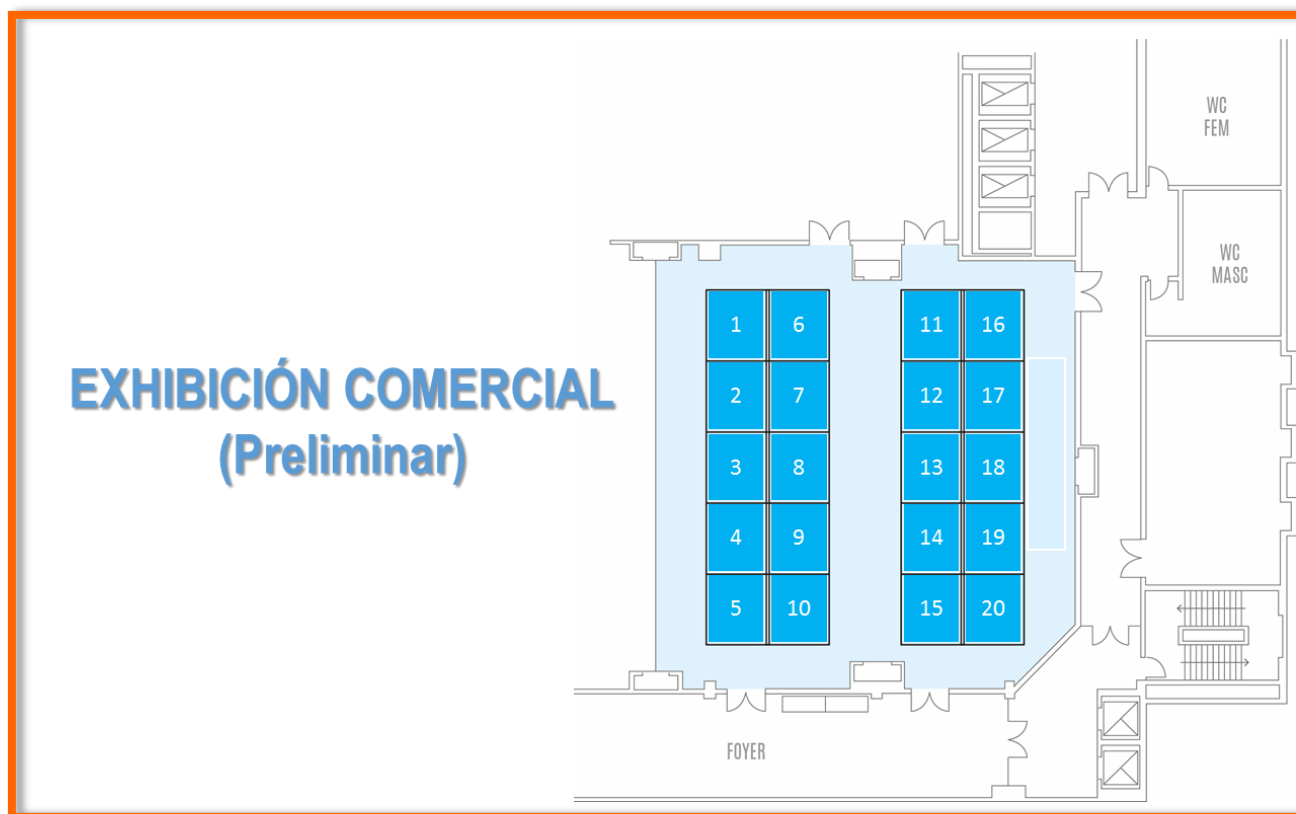 EXHIBICIÓN COMERCIAL
(Preliminar)
WC
FEM
WC
MASC
1 6 11 16
2 7 12 17
3 8 13 18
4 9 14 19
5 10 15 20
FOYER